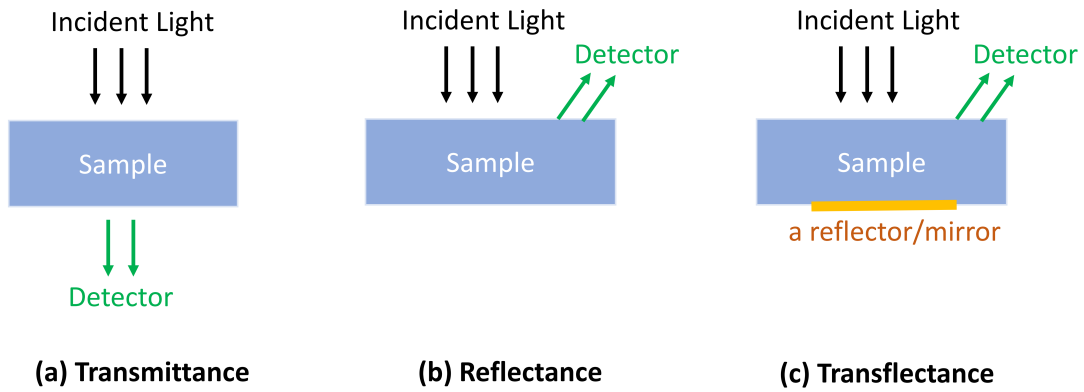 Incident Light
Sample
Detector
(a) Transmittance
Incident Light
Detector
Sample
(b) Reflectance
Incident Light
Detector
Sample
a reflector/mirror
(c) Transflectance